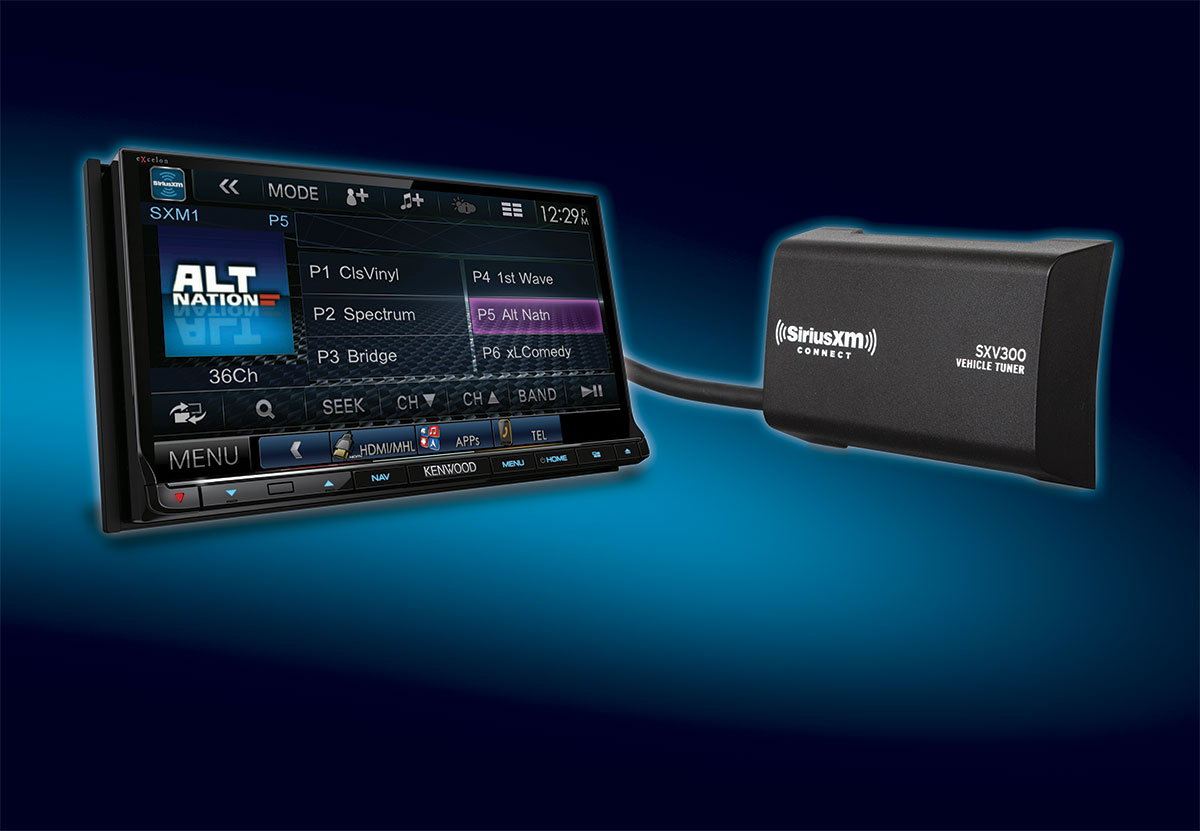 eXcelon
SiriusXM
MODE
12:29 PM
SXM1
P5
ALT
NATION
36Ch
P1 ClsVinyl
P4 1st Wave
P2 Spectrum
P5 Alt Natn
P3 Bridge
P6 xLComedy
SEEK
CH
CH
BAND
MENU
HDMI/MHL
APPs
TEL
NAV
KENWOOD
MENU
HOME
SiriusXM
CONNECT
SXV300
VEHICLE TUNER